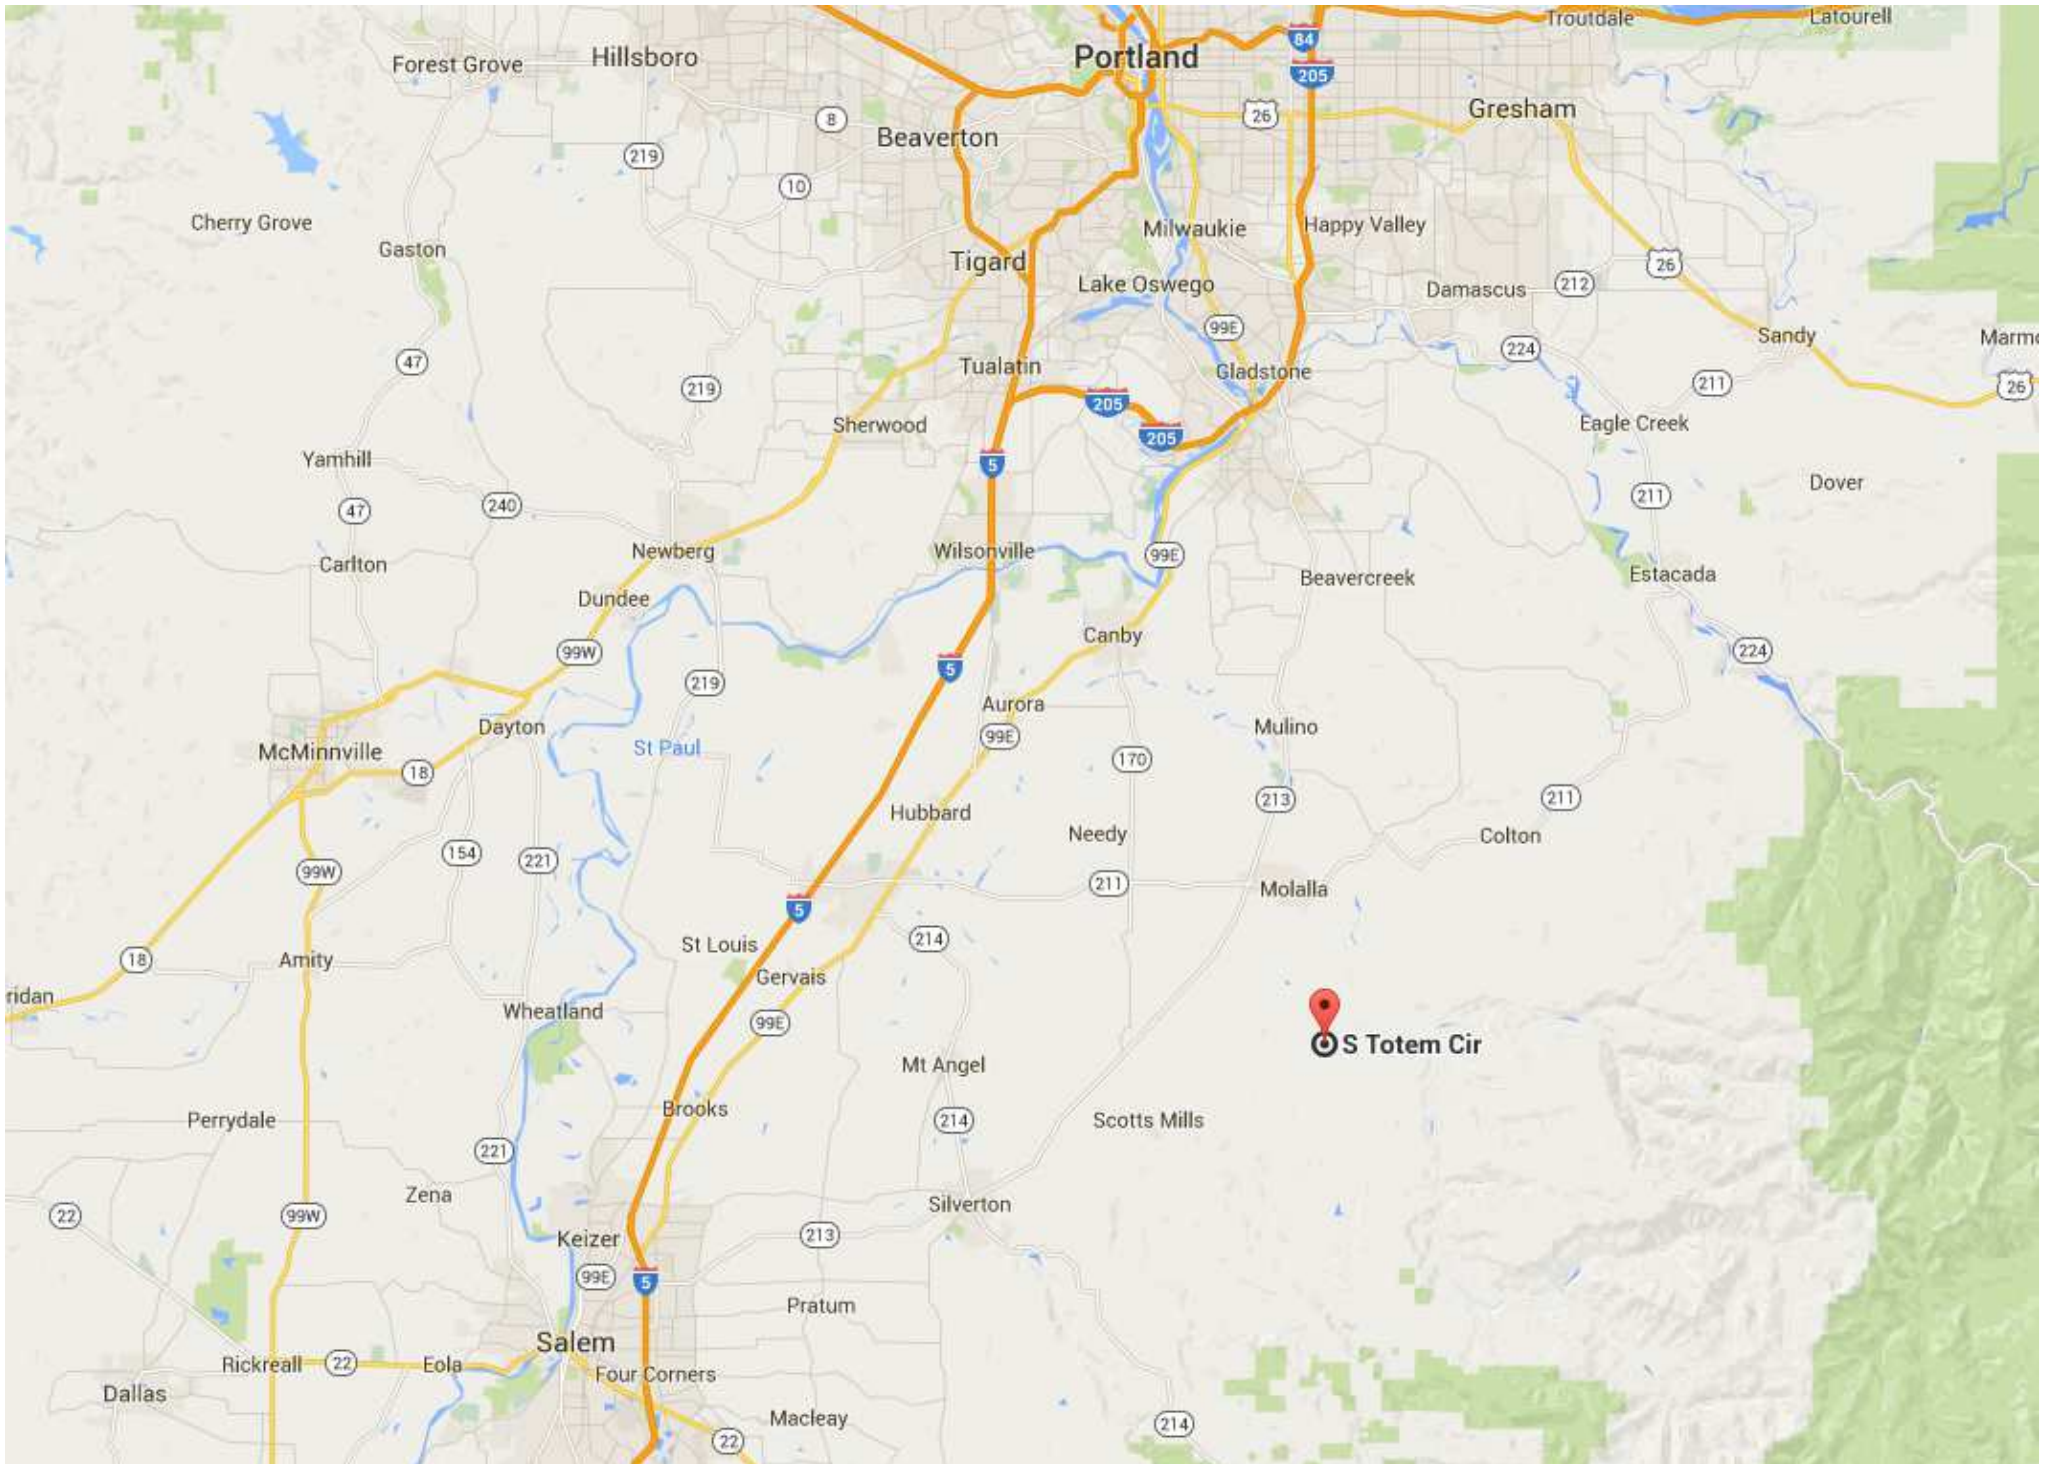 Troutdale
Latourell
84
Forest Grove
Hillsboro
Portland
205
8
26
Gresham
Beaverton
219
10
Cherry Grove
Gaston
Milwaukie
Happy Valley
Tigard
26
Lake Oswego
Damascus
212
99E
Sandy
Marmo
47
Tualatin
Gladstone
224
219
205
211
26
Sherwood
205
Eagle Creek
Yamhill
5
Dover
47
240
211
Newberg
Wilsonville
99E
Carlton
Beavercreek
Estacada
Dundee
Canby
99W
5
224
219
Aurora
McMinnville
Dayton
St Paul
99E
Mulino
18
170
213
211
Hubbard
Needy
Colton
154
221
99W
211
Molalla
5
St Louis
214
18
Amity
Gervais
ridan
Wheatland
99E
S Totem Cir
Mt Angel
Brooks
Perrydale
214
Scotts Mills
221
Zena
Silverton
22
99W
Keizer
213
99E
5
Pratum
Salem
Rickreall
22
Eola
Four Corners
Dallas
Macleay
22
214